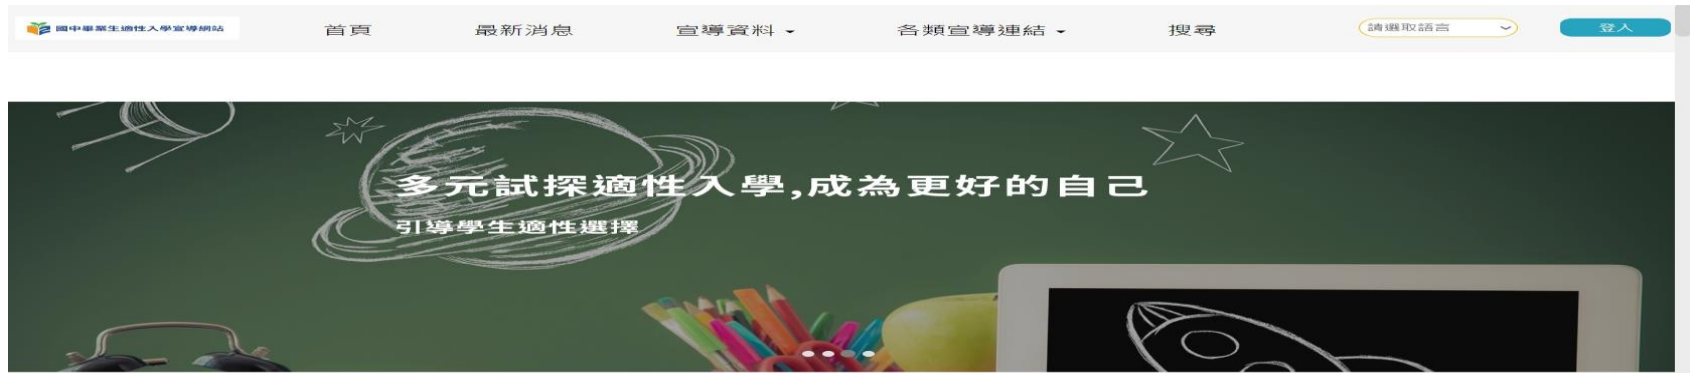 國中畢業生適性入學宣導網站
首頁
最新消息
宣導資料
各類宣導連結
搜尋
請選取語言
登入
多元試探適性入學,成為更好的自己
引導學生適性選擇